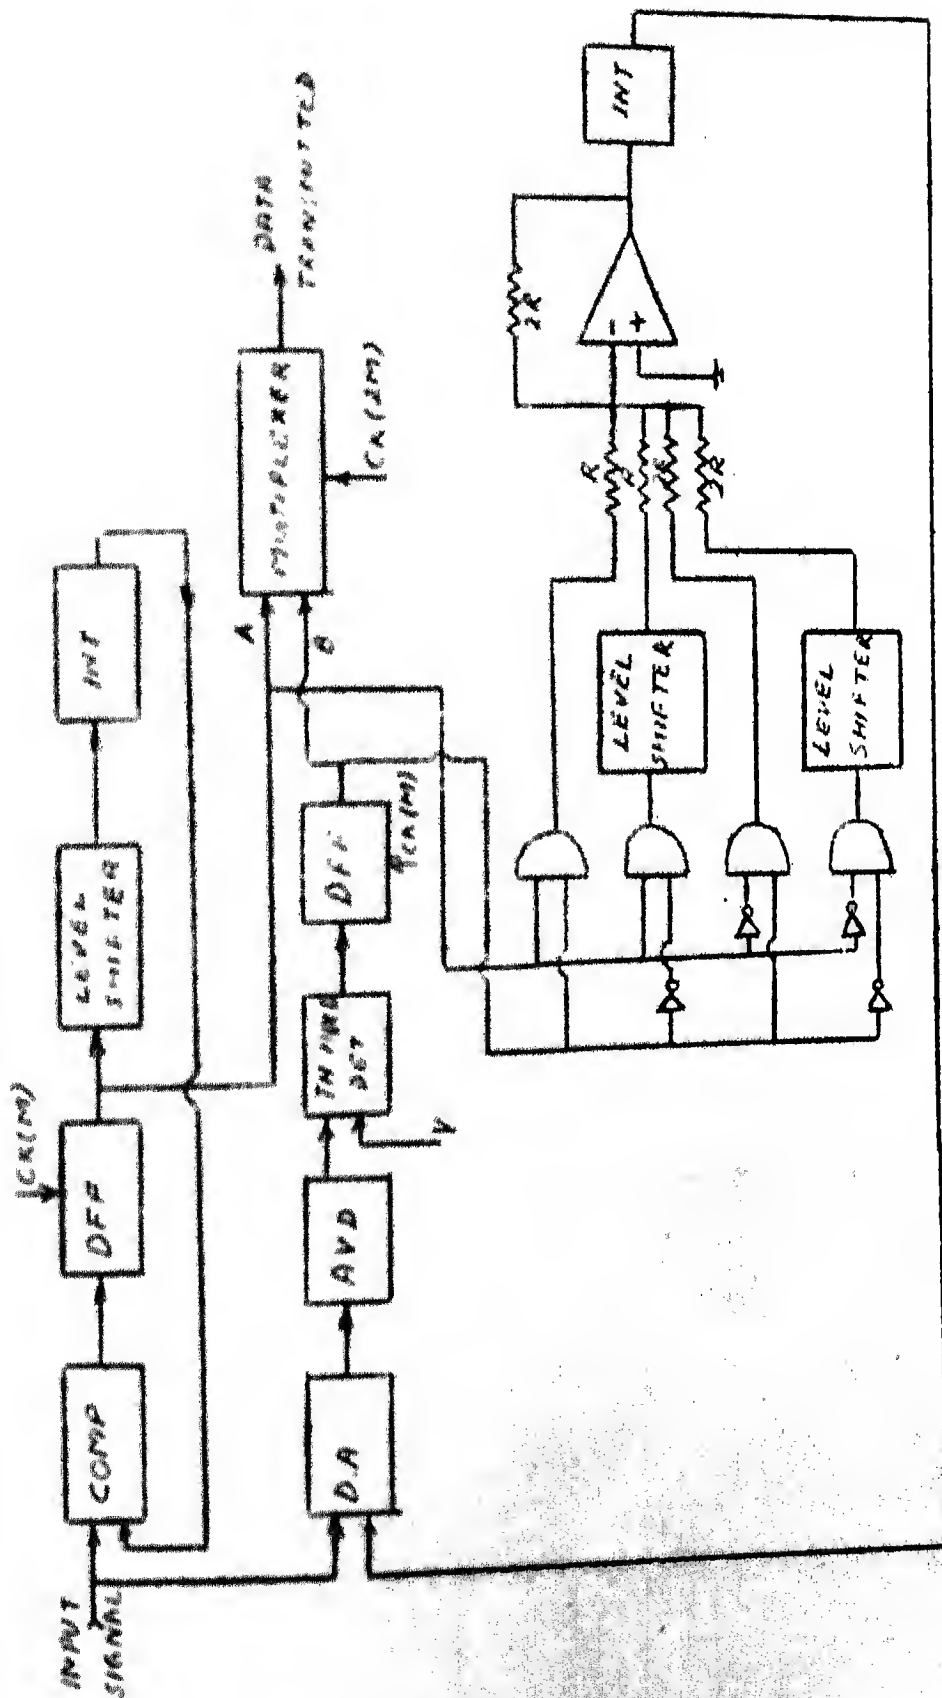 INPUT
SIGNAL
COMP
DFF
CK(M)
LEVEL
SHIFTER
INT
D.A
AVD
DET
V
DFF
CK(M)
A
B
MULTIPLEXER
CK(2M)
DATA
TRANSMITTED
LEVEL
SHIFTER
LEVEL
SHIFTER
R
R
2R
2R
-
+
INT